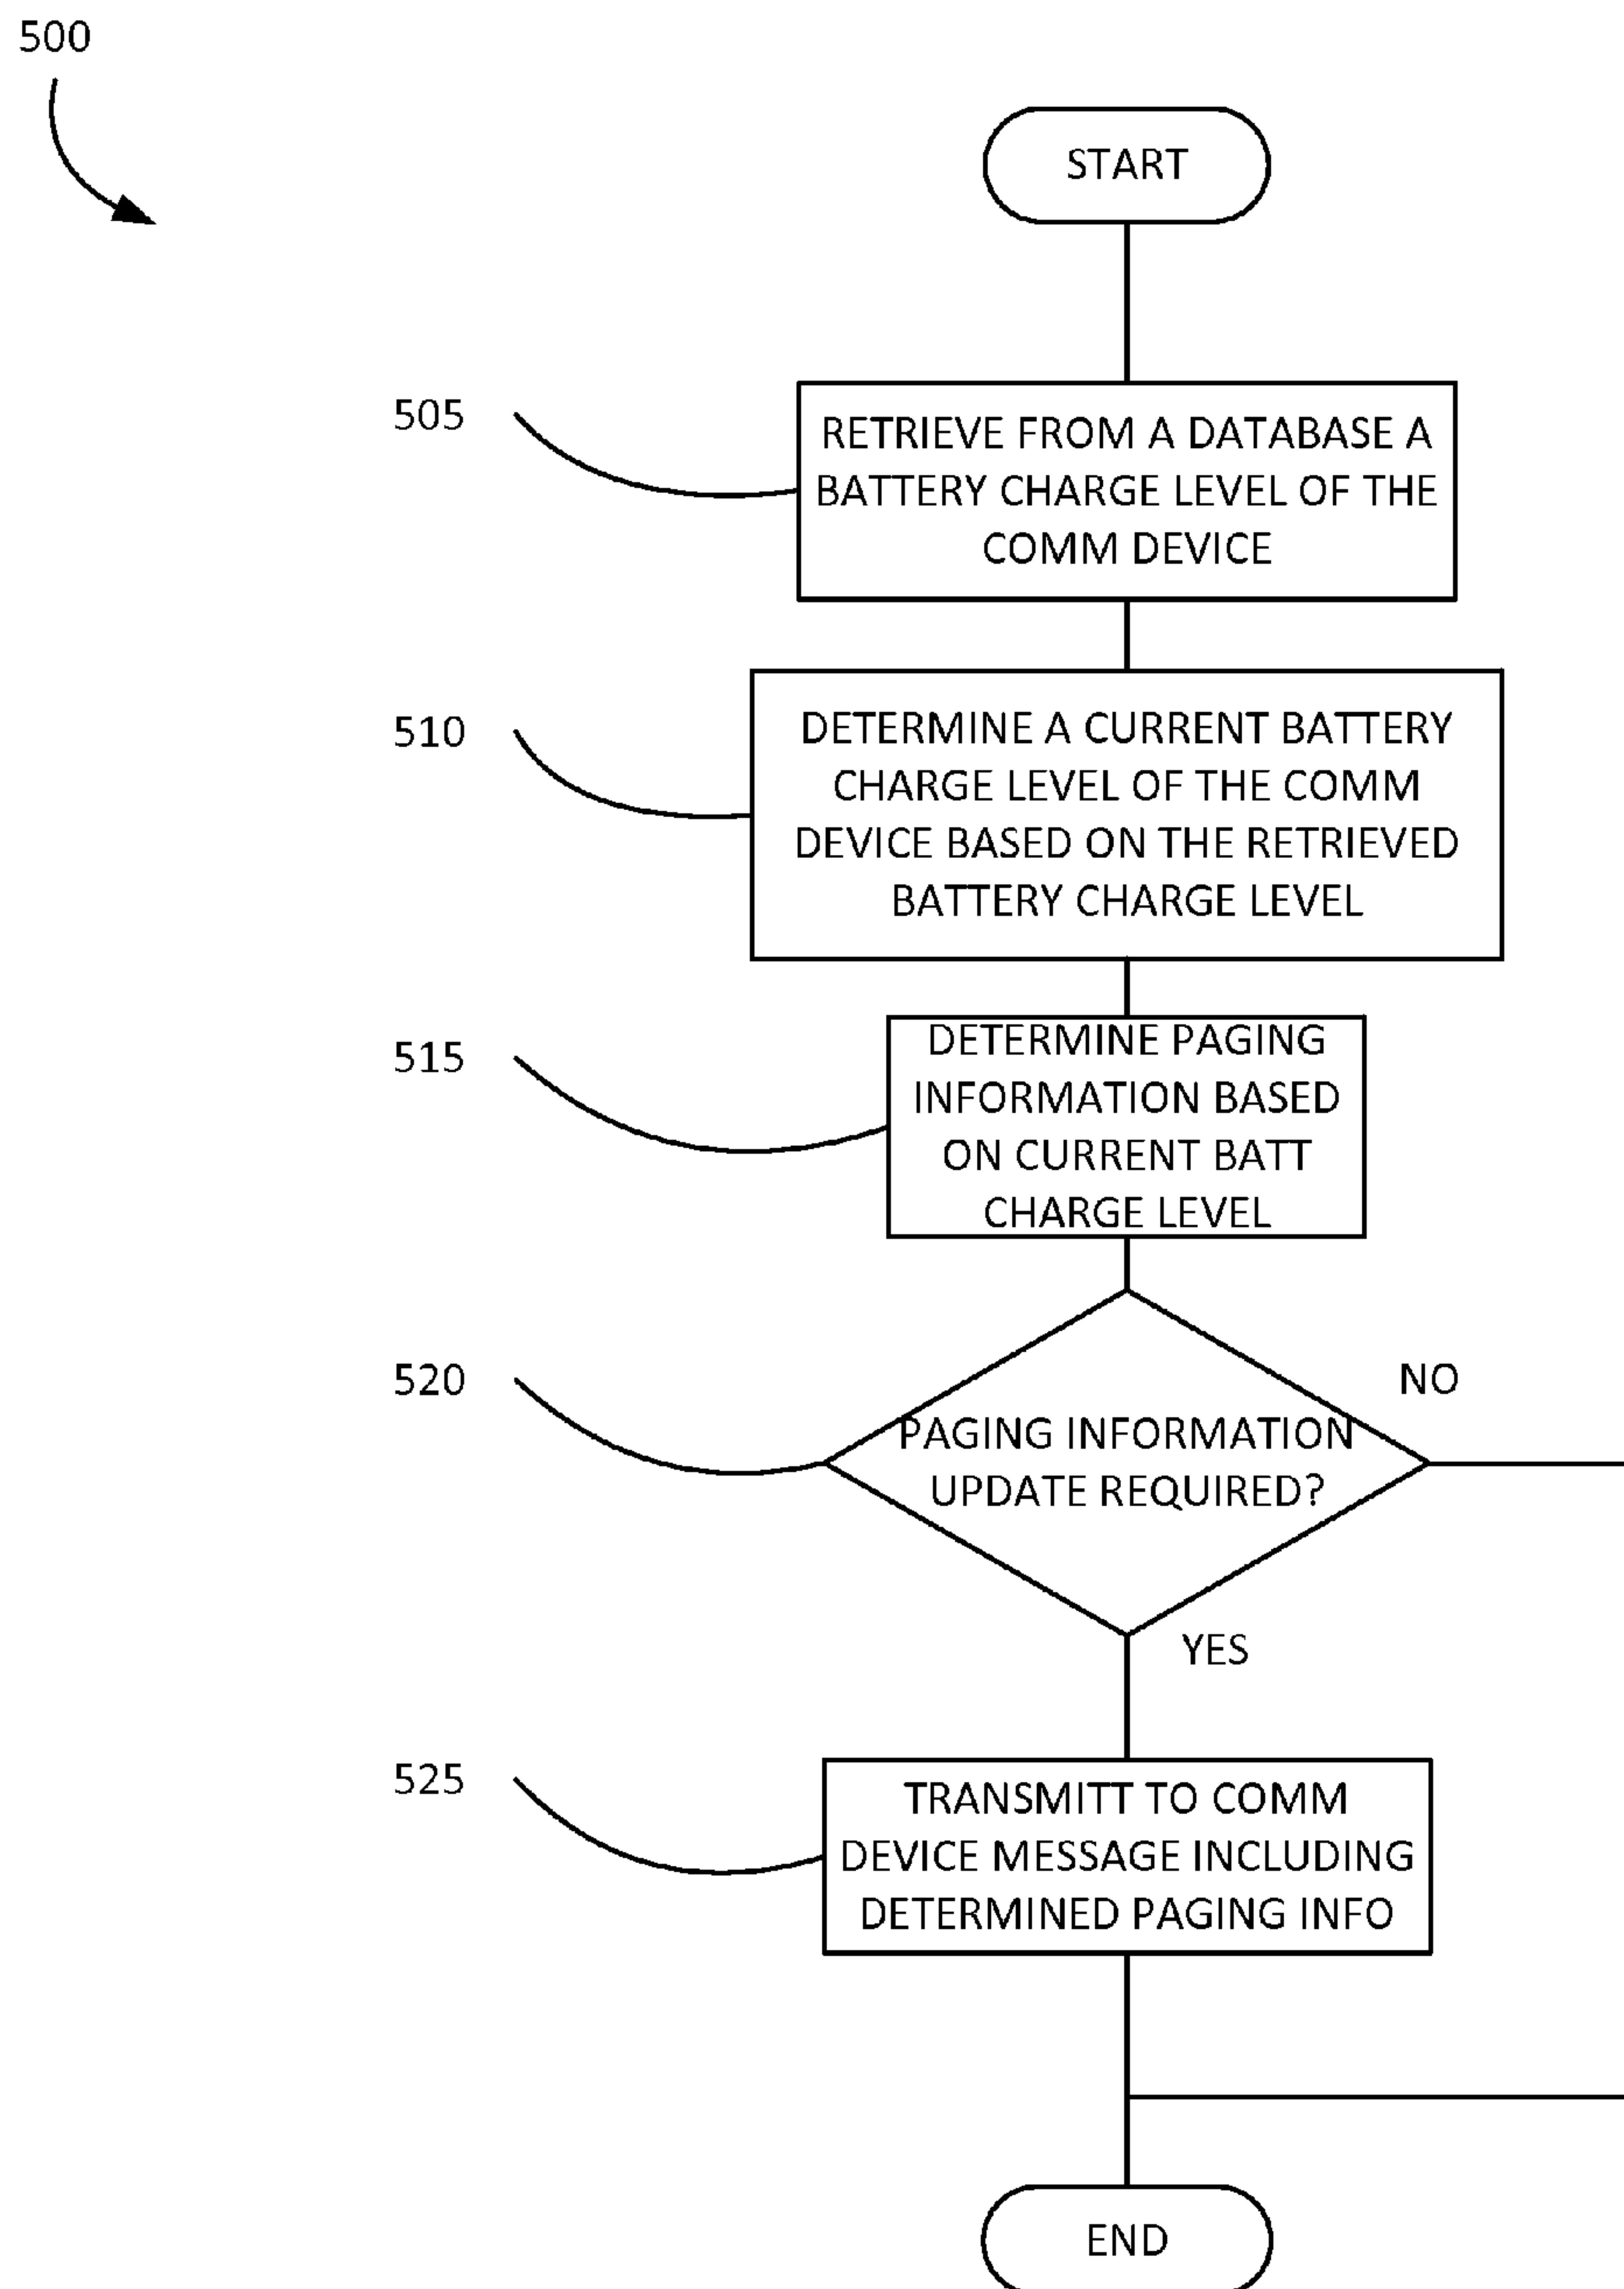 500
START
505
RETRIEVE FROM A DATABASE A
BATTERY CHARGE LEVEL OF THE
COMM DEVICE
510
DETERMINE A CURRENT BATTERY
CHARGE LEVEL OF THE COMM
DEVICE BASED ON THE RETRIEVED
BATTERY CHARGE LEVEL
515
DETERMINE PAGING
INFORMATION BASED
ON CURRENT BATT
CHARGE LEVEL
520
NO
PAGING INFORMATION
UPDATE REQUIRED?
YES
525
TRANSMITT TO COMM
DEVICE MESSAGE INCLUDING
DETERMINED PAGING INFO
END